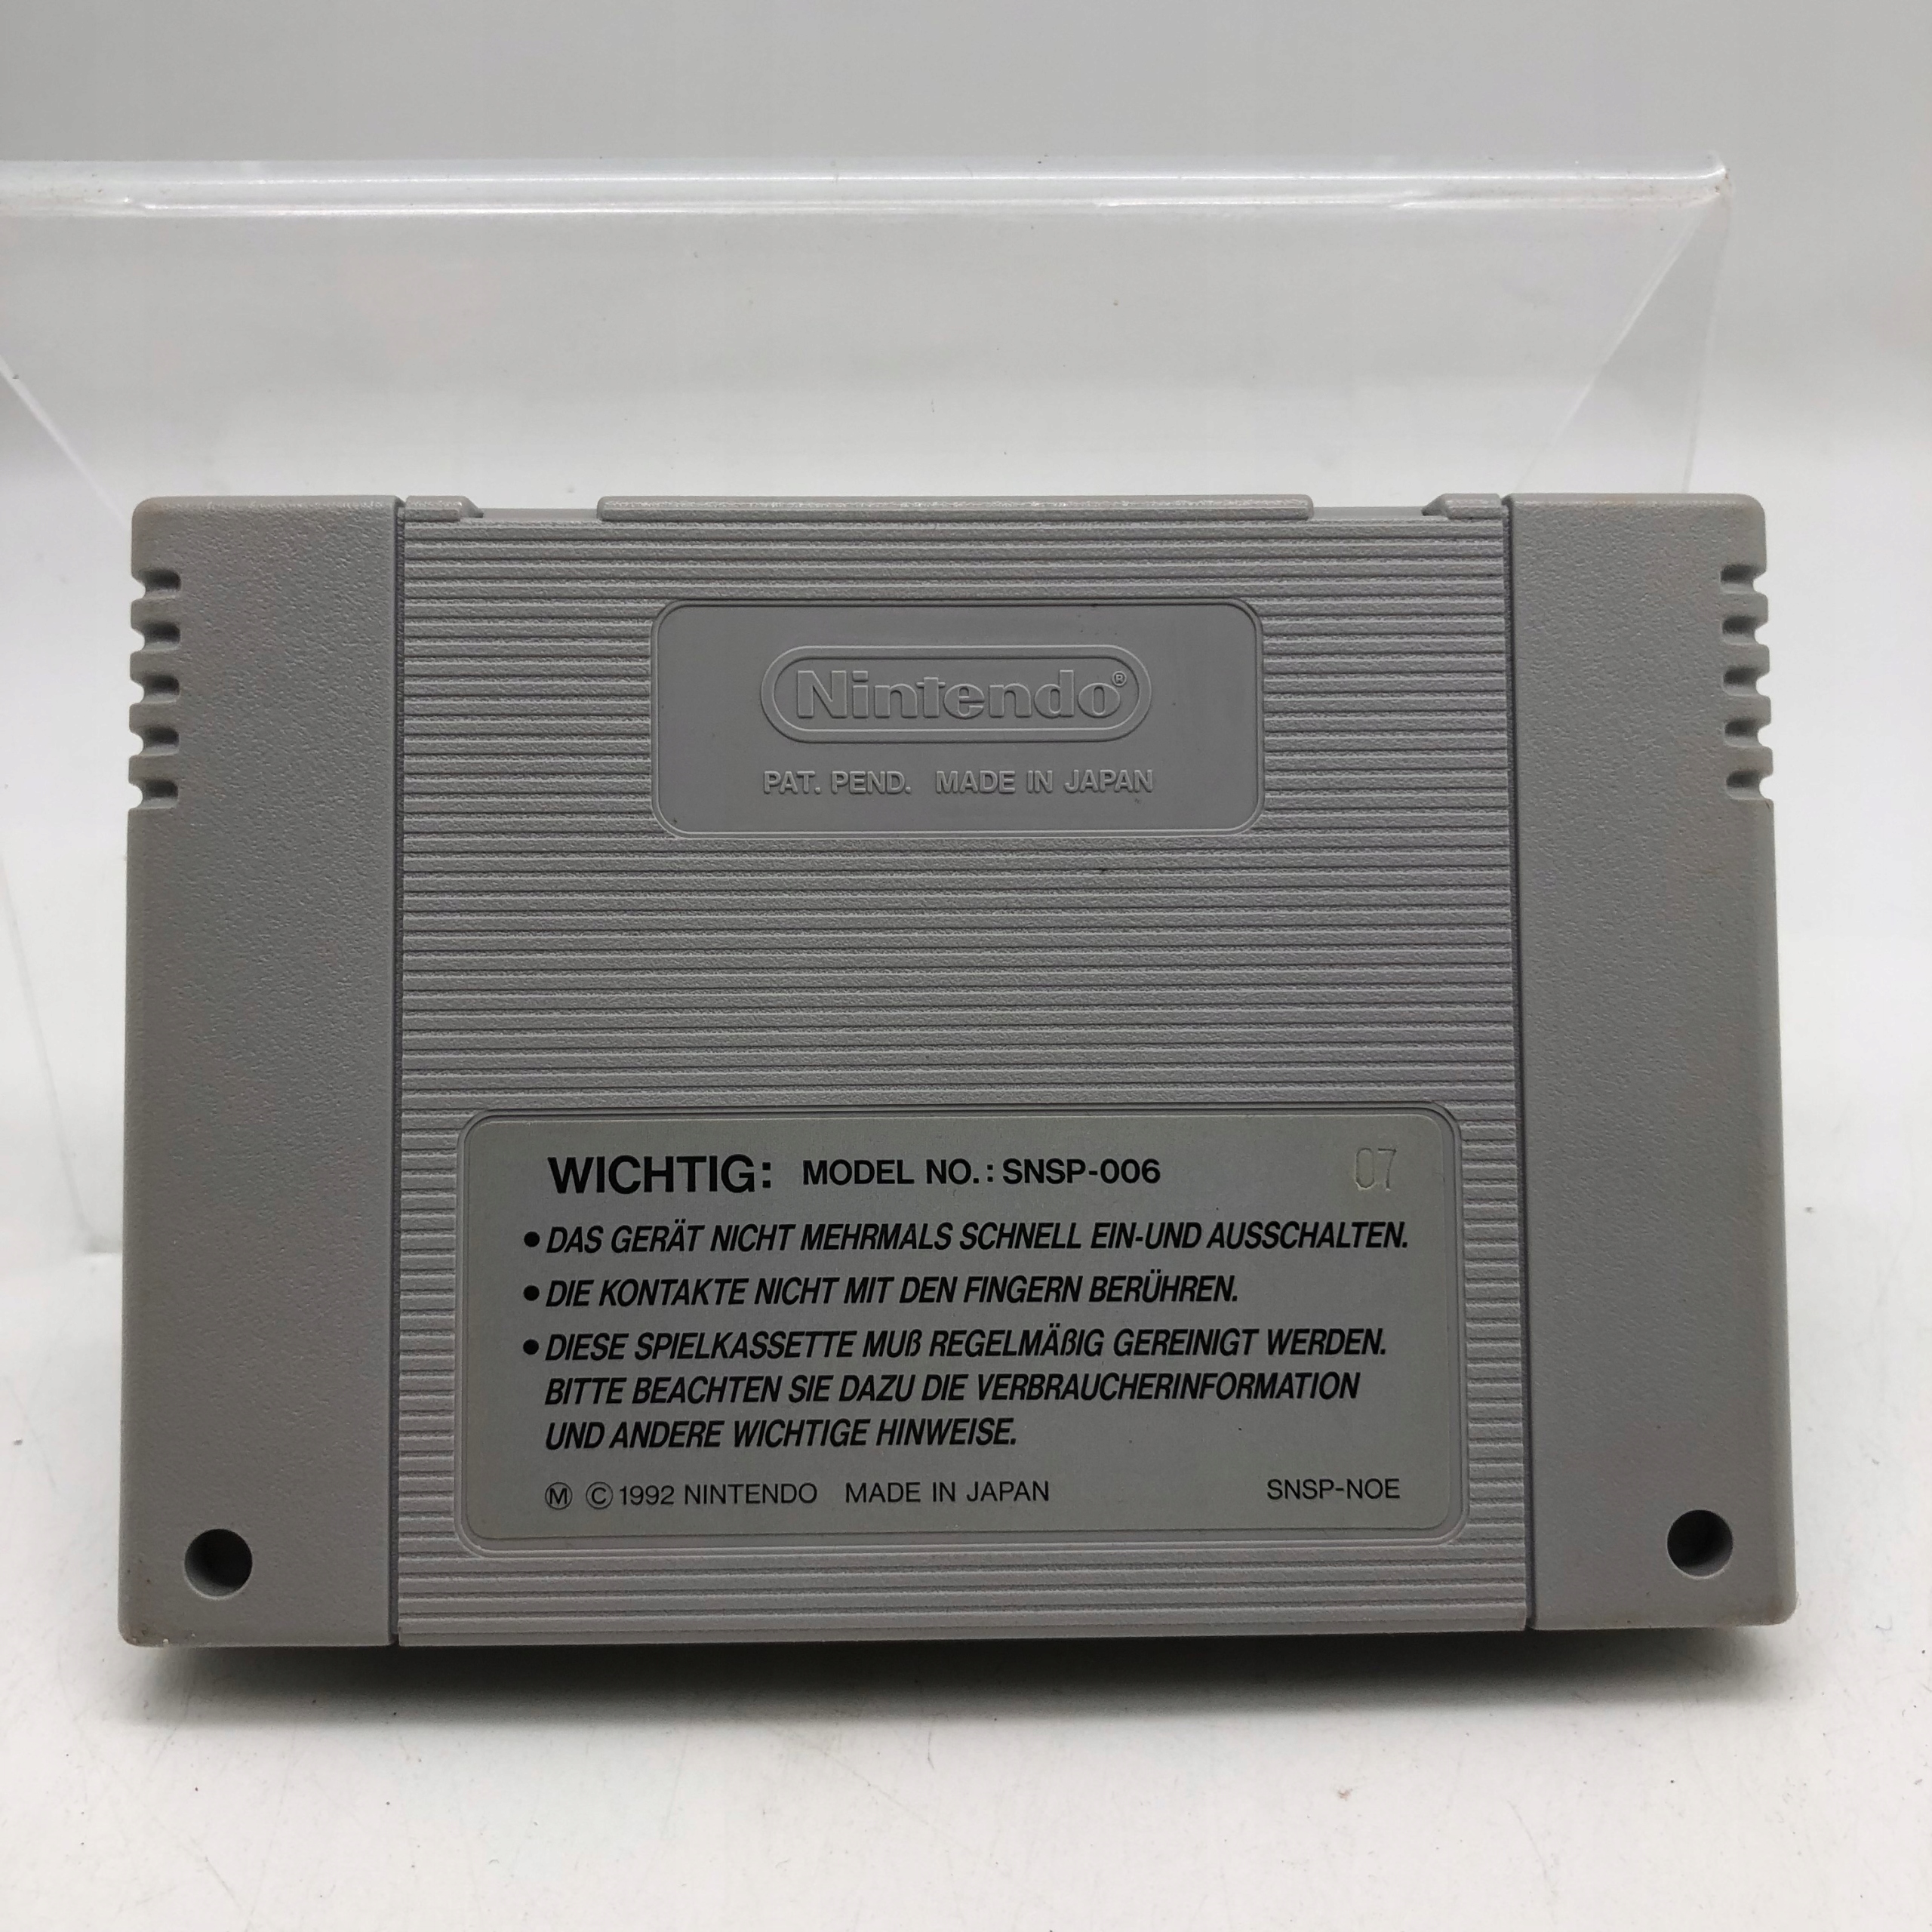 Nintendo®
PAT. PEND. MADE IN JAPAN
WICHTIG: MODEL NO.: SNSP-006 07
• DAS GERÄT NICHT MEHRMALS SCHNELL EIN-UND AUSSCHALTEN.
• DIE KONTAKTE NICHT MIT DEN FINGERN BERÜHREN.
• DIESE SPIELKASSETTE MUß REGELMÄßIG GEREINIGT WERDEN.
BITTE BEACHTEN SIE DAZU DIE VERBRAUCHERINFORMATION
UND ANDERE WICHTIGE HINWEISE.
Ⓜ © 1992 NINTENDO MADE IN JAPAN SNSP-NOE